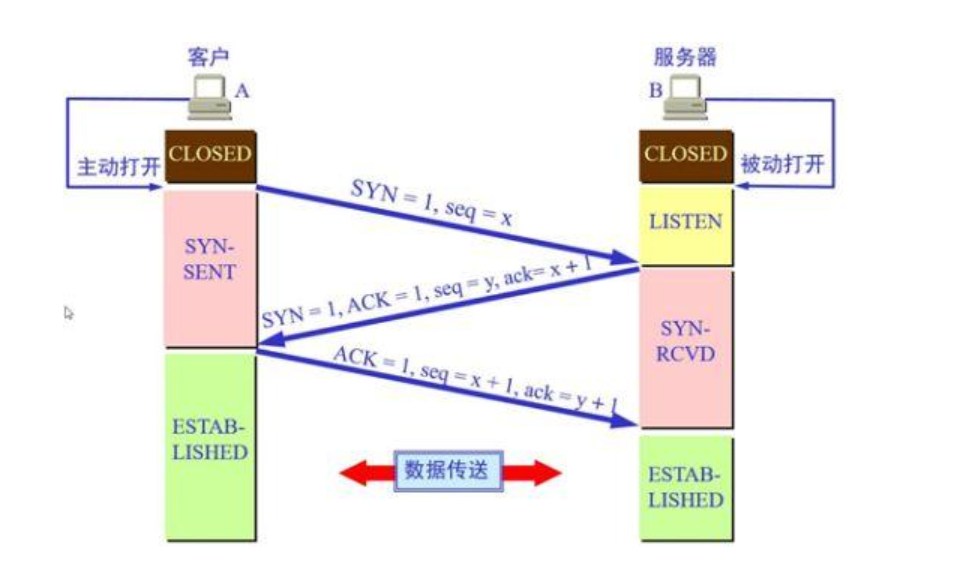 客户
服务器
A
B
CLOSED
CLOSED
主动打开
被动打开
SYN = 1, seq = x
LISTEN
SYN-
SENT
SYN = 1, ACK = 1, seq = y, ack= x + 1
SYN-
RCVD
ACK = 1, seq = x + 1, ack = y + 1
ESTAB-
LISHED
数据传送
ESTAB-
LISHED